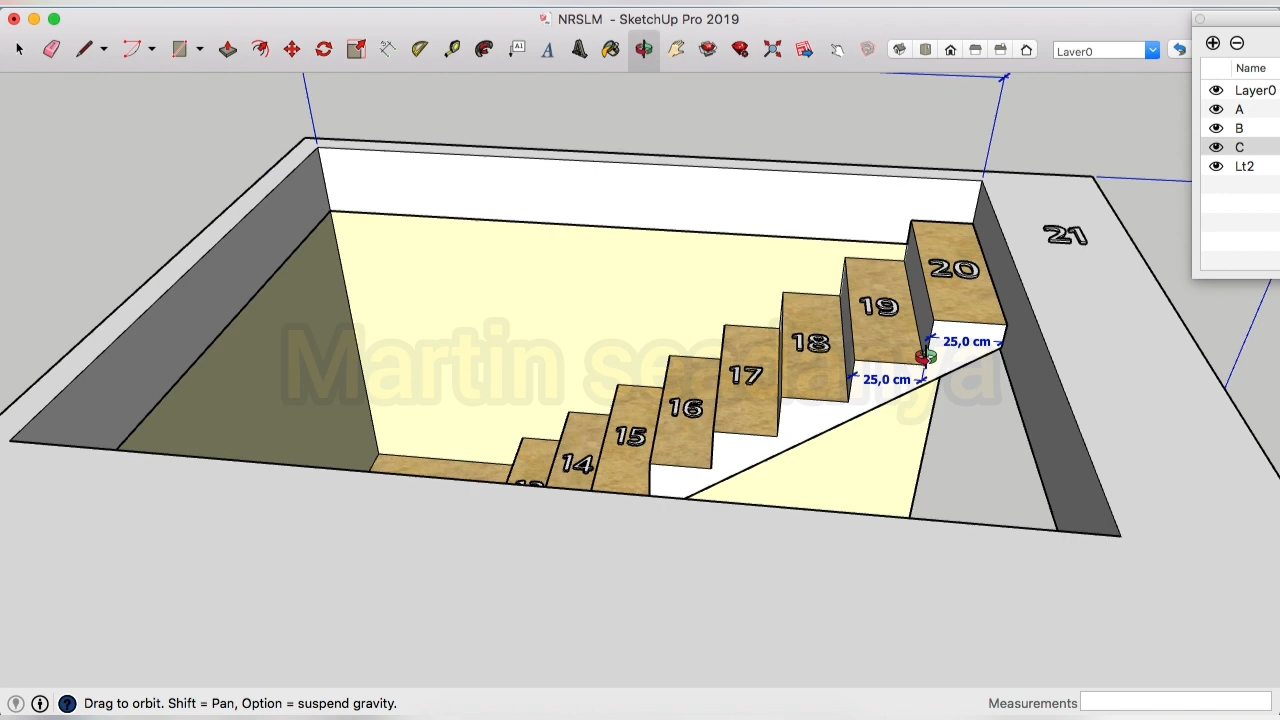 NRSLM - SketchUp Pro 2019
A1
A
Layer0
Name
Layer0
A
B
C
Lt2
21
20
19
18
17
16
15
14
25,0 cm
25,0 cm
Drag to orbit. Shift = Pan, Option = suspend gravity.
Measurements